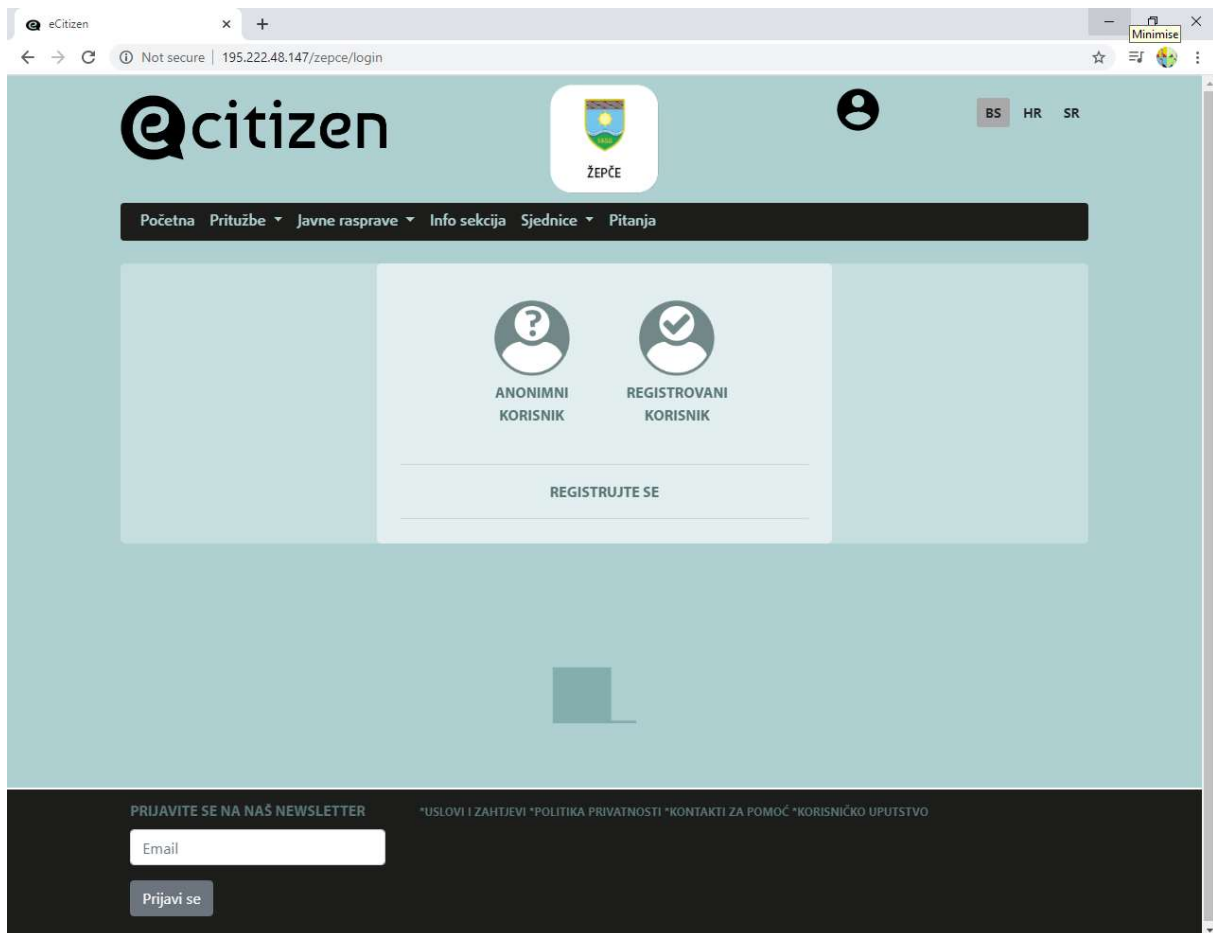 eCitizen
Minimise
Not secure | 195.222.48.147/zepce/login
ecitizen
ŽEPČE
BS HR SR
Početna Pritužbe Javne rasprave Info sekcija Sjednice Pitanja
ANONIMNI
KORISNIK
REGISTROVANI
KORISNIK
REGISTRUJTE SE
PRIJAVITE SE NA NAŠ NEWSLETTER
*USLOVI I ZAHTJEVI *POLITIKA PRIVATNOSTI *KONTAKTI ZA POMOĆ *KORISNIČKO UPUTSTVO
Email
Prijavi se